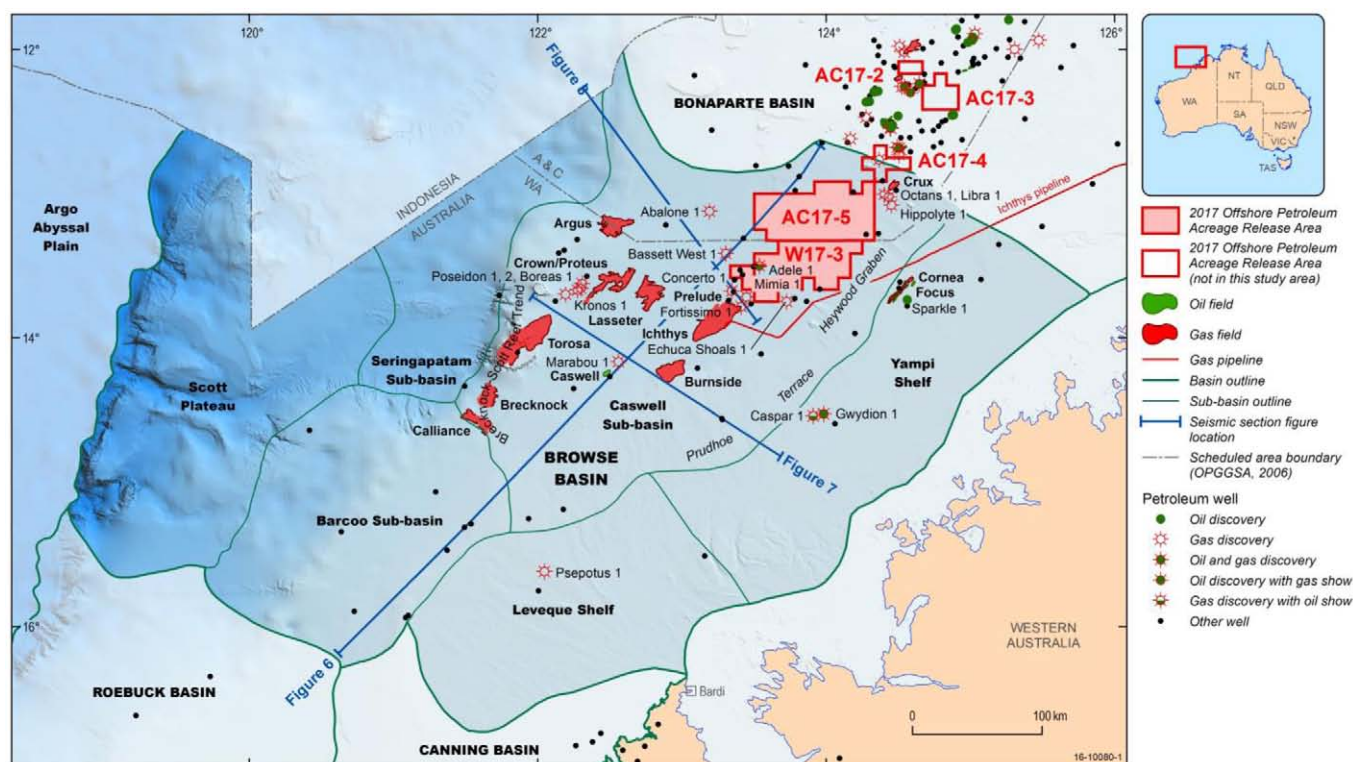 120°
122°
124°
126°
12°
14°
16°
Figure 8
BONAPARTE BASIN
AC17-2
AC17-3
AC17-4
INDONESIA
AUSTRALIA
A & C
WA
Argo
Abyssal
Plain
Argus
Abalone 1
AC17-5
Crux
Octans 1, Libra 1
Hippolyte 1
Ichthys pipeline
Bassett West 1
W17-3
Crown/Proteus
Poseidon 1, 2, Boreas 1
Concerto 1
Adele 1
Mimia 1
Heywood Graben
Cornea
Focus
Sparkle 1
Kronos 1
Prelude
Lasseter
Fortissimo 1
Ichthys
Echuca Shoals 1
Brecknock Scott Reef Trend
Torosa
Seringapatam
Sub-basin
Marabou 1
Caswell
Burnside
Yampi
Shelf
Scott
Plateau
Brecknock
Calliance
Caswell
Sub-basin
Terrace
Caspar 1
Gwydion 1
Prudhoe
BROWSE
BASIN
Figure 7
Barcoo Sub-basin
Psepotus 1
Leveque Shelf
WESTERN
AUSTRALIA
Figure 6
ROEBUCK BASIN
Bardi
CANNING BASIN
0
100 km
16-10080-1
NT
QLD
WA
SA
NSW
VIC
TAS
2017 Offshore Petroleum
Acreage Release Area
2017 Offshore Petroleum
Acreage Release Area
(not in this study area)
Oil field
Gas field
Gas pipeline
Basin outline
Sub-basin outline
Seismic section figure
location
Scheduled area boundary
(OPGGSA, 2006)
Petroleum well
Oil discovery
Gas discovery
Oil and gas discovery
Oil discovery with gas show
Gas discovery with oil show
Other well